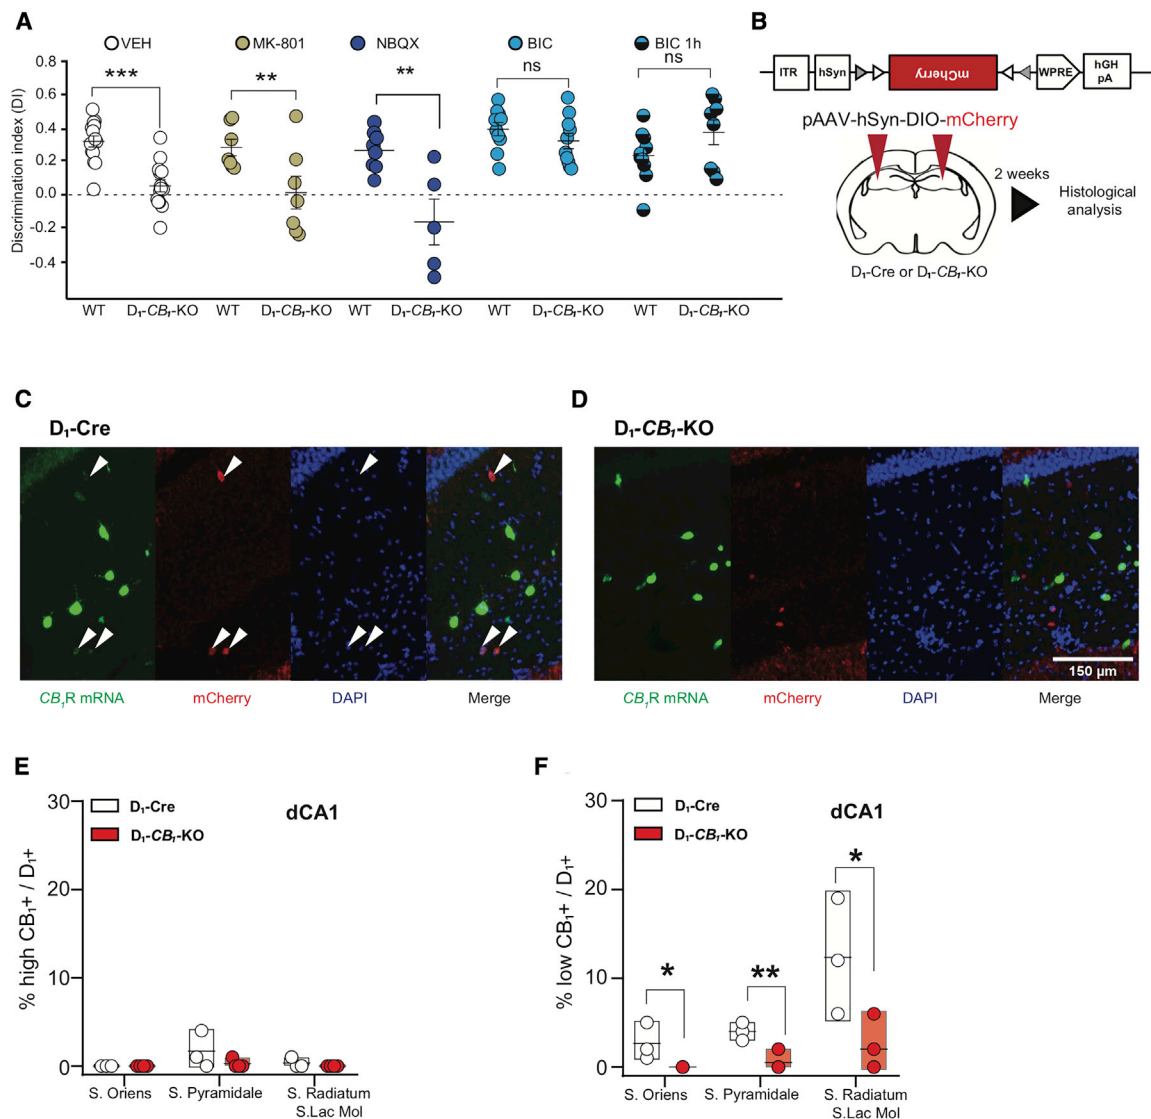 A
VEH
MK-801
NBQX
BIC
BIC 1h
Discrimination index (DI)
0.8
0.6
0.4
0.2
0.0
-0.2
-0.4
***
**
**
ns
ns
WT
D₁-CB₁-KO
WT
D₁-CB₁-KO
WT
D₁-CB₁-KO
WT
D₁-CB₁-KO
WT
D₁-CB₁-KO
B
ITR
hSyn
mCherry
WPRE
hGH
pA
pAAV-hSyn-DIO-mCherry
2 weeks
Histological
analysis
D₁-Cre or D₁-CB₁-KO
C
D₁-Cre
CB₁R mRNA
mCherry
DAPI
Merge
D
D₁-CB₁-KO
150 µm
CB₁R mRNA
mCherry
DAPI
Merge
E
D₁-Cre
D₁-CB₁-KO
dCA1
% high CB₁+ / D₁+
30
20
10
0
S. Oriens
S. Pyramidale
S. Radiatum
S.Lac Mol
F
D₁-Cre
D₁-CB₁-KO
dCA1
% low CB₁+ / D₁+
30
20
10
0
*
**
*
S. Oriens
S. Pyramidale
S. Radiatum
S.Lac Mol